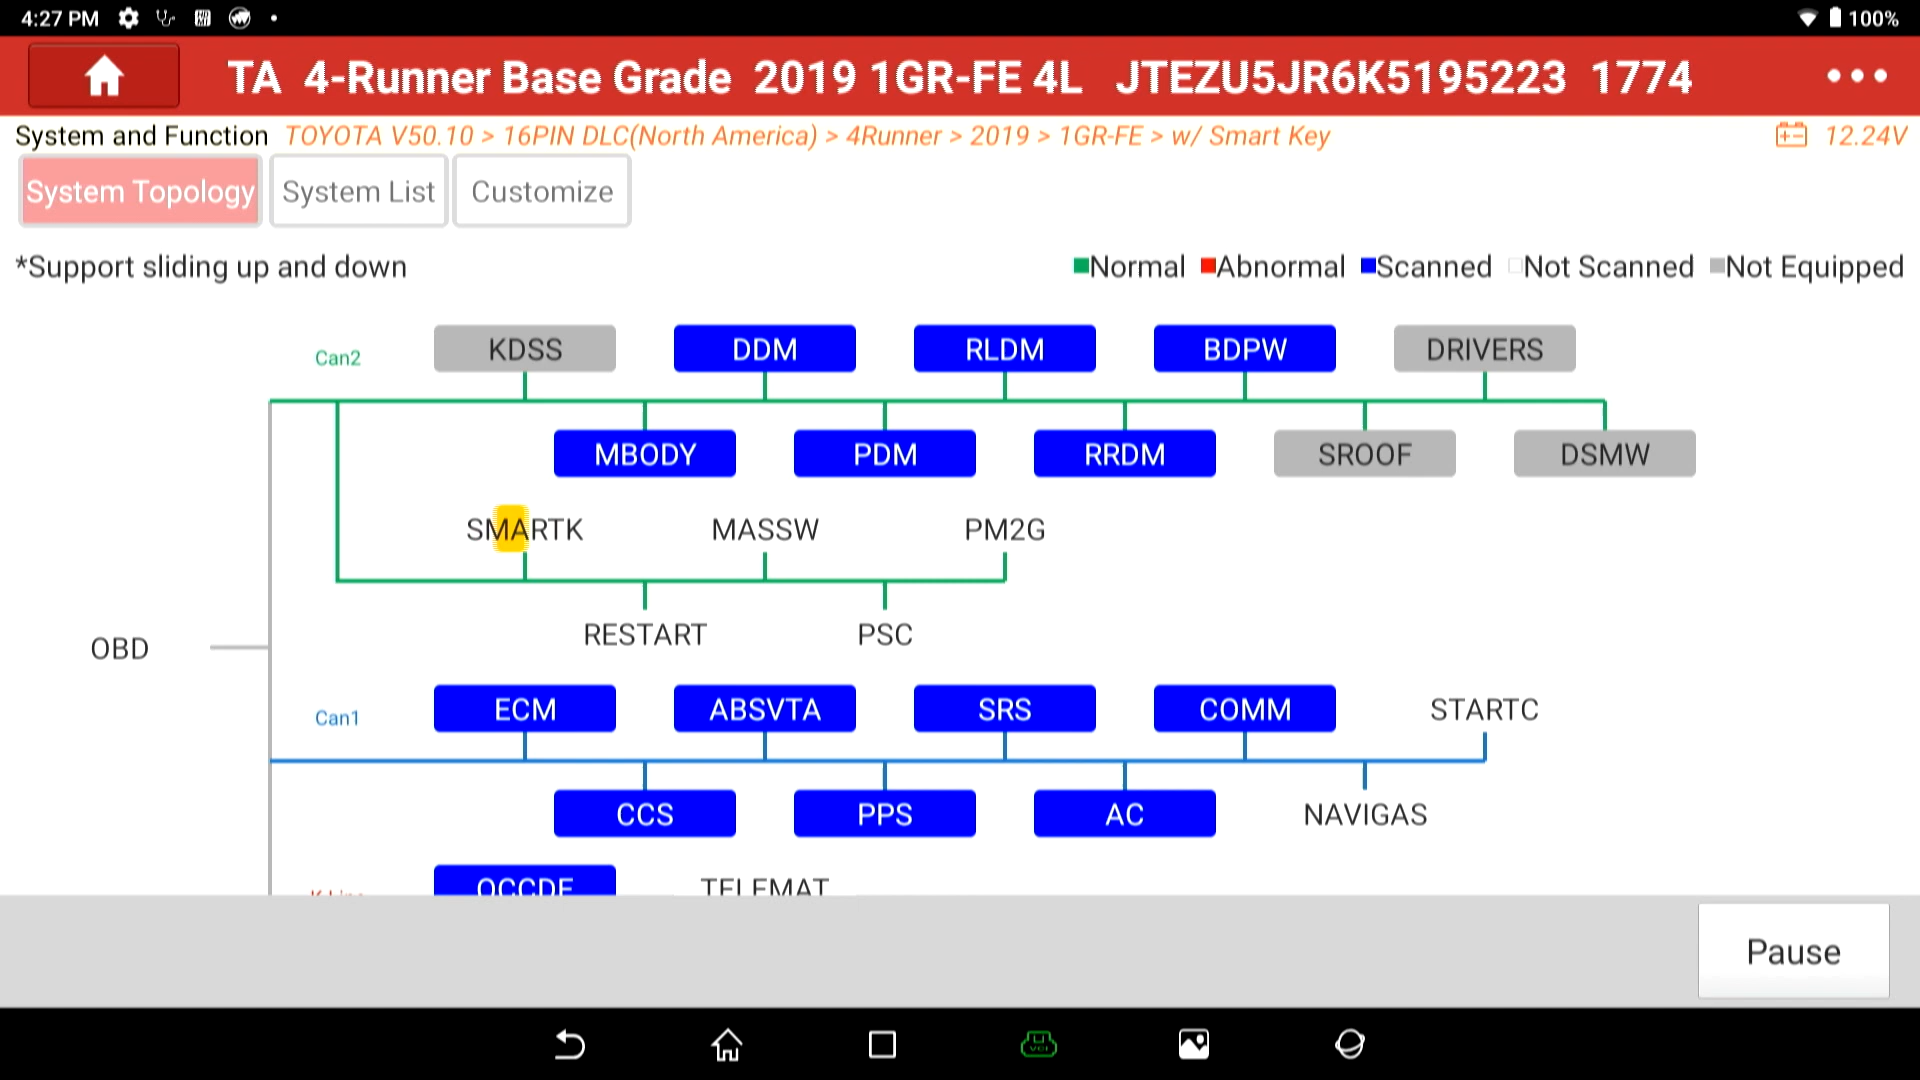 4:27 PM
100%
TA 4-Runner Base Grade 2019 1GR-FE 4L JTEZU5JR6K5195223 1774
System and Function TOYOTA V50.10 > 16PIN DLC(North America) > 4Runner > 2019 > 1GR-FE > w/ Smart Key
12.24V
System Topology System List Customize
*Support sliding up and down
Normal Abnormal Scanned Not Scanned Not Equipped
Can2
KDSS DDM RLDM BDPW DRIVERS
MBODY PDM RRDM SROOF DSMW
SMARTK MASSW PM2G
RESTART PSC
OBD
Can1
ECM ABSVTA SRS COMM STARTC
CCS PPS AC NAVIGAS
TELEMAT
Pause
VCI